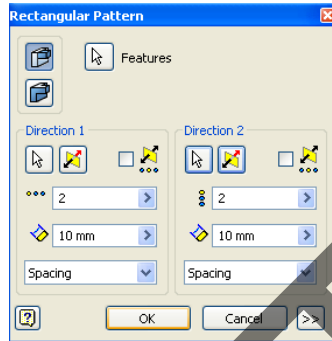 Rectangular Pattern
Features
Direction 1
Direction 2
2
2
10 mm
10 mm
Spacing
Spacing
OK
Cancel
>>